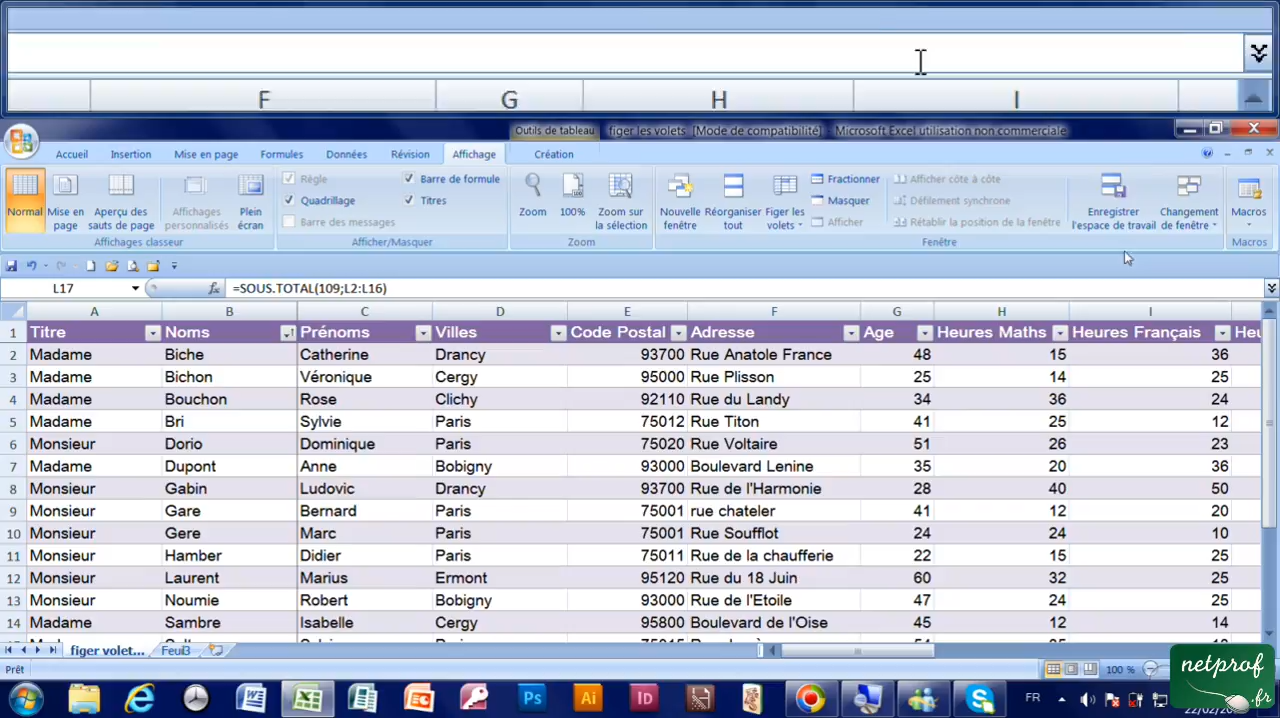 F G H I
Outils de tableau figer les volets [Mode de compatibilité] Microsoft Excel utilisation non commerciale
Accueil Insertion Mise en page Formules Données Révision Affichage Création
Normal Mise en page Aperçu des sauts de page Affichages personnalisés Plein écran
Affichages classeur
Règle Barre de formule
Quadrillage Titres
Barre des messages
Afficher/Masquer
Zoom 100% Zoom sur la sélection
Zoom
Nouvelle fenêtre Réorganiser tout Figer les volets
Fractionner Afficher côte à côte
Masquer Défilement synchrone
Afficher Rétablir la position de la fenêtre
Enregistrer l'espace de travail Changement de fenêtre
Fenêtre
Macros
Macros
L17 fx =SOUS.TOTAL(109;L2:L16)
A B C D E F G H I
1 Titre Noms Prénoms Villes Code Postal Adresse Age Heures Maths Heures Français Heu
2 Madame Biche Catherine Drancy 93700 Rue Anatole France 48 15 36
3 Madame Bichon Véronique Cergy 95000 Rue Plisson 25 14 25
4 Madame Bouchon Rose Clichy 92110 Rue du Landy 34 36 24
5 Madame Bri Sylvie Paris 75012 Rue Titon 41 25 12
6 Monsieur Dorio Dominique Paris 75020 Rue Voltaire 51 26 23
7 Madame Dupont Anne Bobigny 93000 Boulevard Lenine 35 20 36
8 Monsieur Gabin Ludovic Drancy 93700 Rue de l'Harmonie 28 40 50
9 Monsieur Gare Bernard Paris 75001 rue chateler 41 12 20
10 Monsieur Gere Marc Paris 75001 Rue Soufflot 24 24 10
11 Monsieur Hamber Didier Paris 75011 Rue de la chaufferie 22 15 25
12 Monsieur Laurent Marius Ermont 95120 Rue du 18 Juin 60 32 25
13 Monsieur Noumie Robert Bobigny 93000 Rue de l'Etoile 47 24 25
14 Madame Sambre Isabelle Cergy 95800 Boulevard de l'Oise 45 12 14
figer volet... Feuil3
Prêt 100 %
netprof.fr
W Ps Ai Id FR
22/02/20